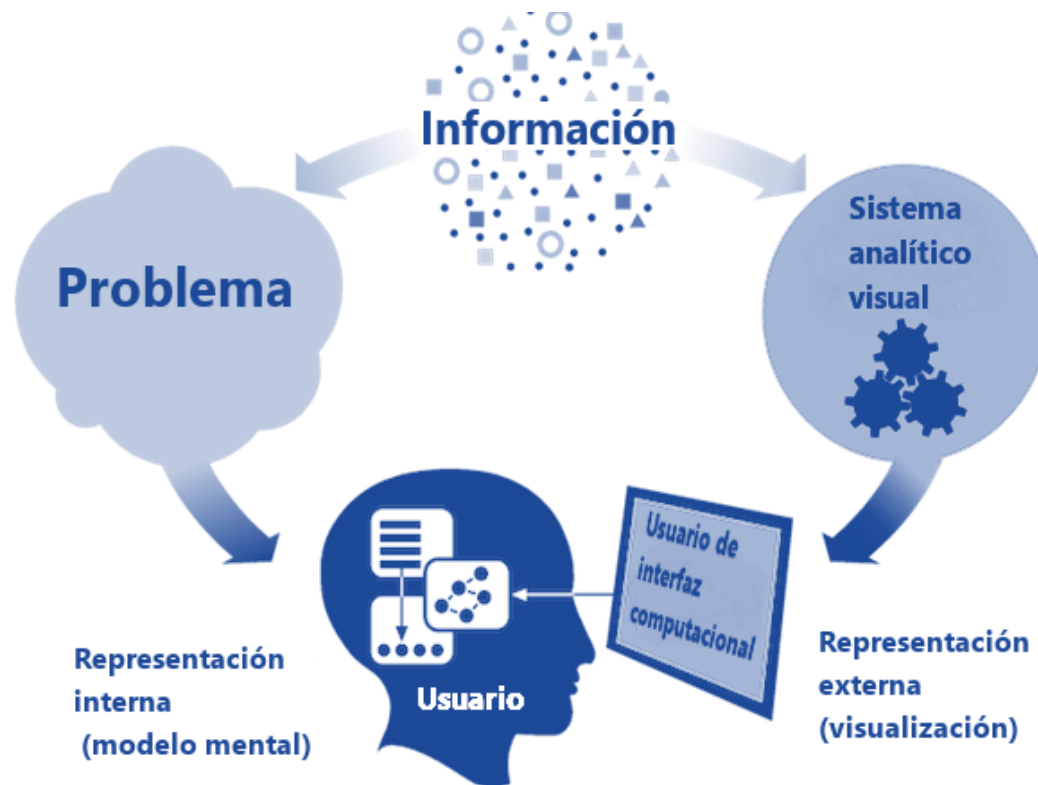 Información
Problema
Sistema
analítico
visual
Usuario de
interfaz
computacional
Usuario
Representación
interna
(modelo mental)
Representación
externa
(visualización)